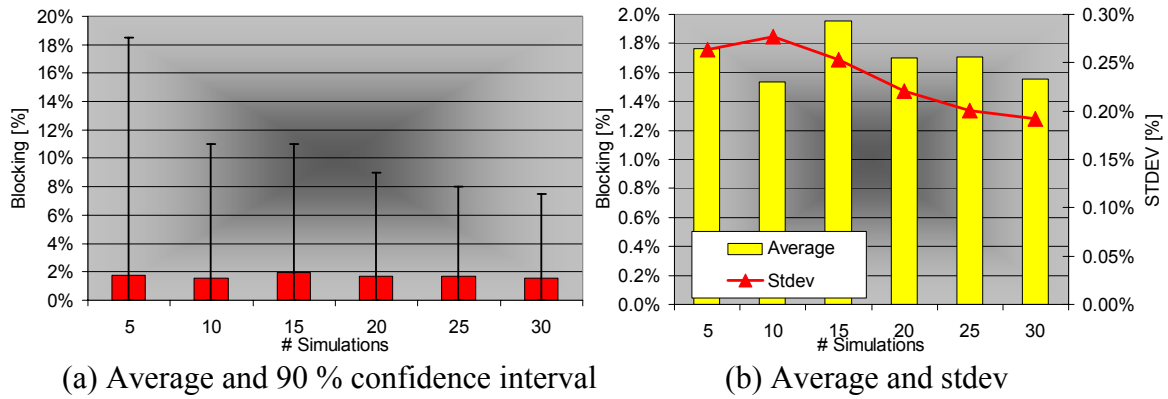 20%
18%
16%
14%
12%
10%
8%
6%
4%
2%
0%
Blocking [%]
5 10 15 20 25 30
# Simulations
(a) Average and 90 % confidence interval
2.0%
1.8%
1.6%
1.4%
1.2%
1.0%
0.8%
0.6%
0.4%
0.2%
0.0%
Blocking [%]
Average
Stdev
0.30%
0.25%
0.20%
0.15%
0.10%
0.05%
0.00%
STDEV [%]
5 10 15 20 25 30
# Simulations
(b) Average and stdev